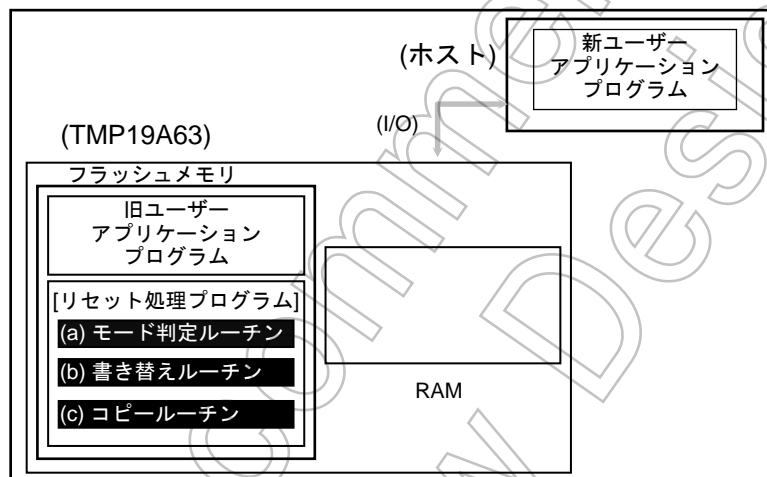 (ホスト)
新ユーザー
アプリケーション
プログラム
(I/O)
(TMP19A63)
フラッシュメモリ
旧ユーザー
アプリケーション
プログラム
[リセット処理プログラム]
(a) モード判定ルーチン
(b) 書き替えルーチン
(c) コピールーチン
RAM